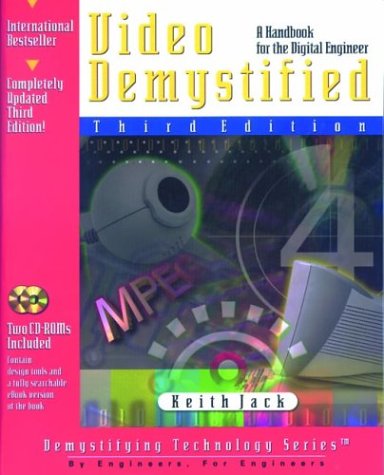 International
Bestseller
Completely
Updated
Third
Edition!
Video
Demystified
A Handbook
for the Digital Engineer
Third Edition
MPEG
4
Two CD-ROMs
Included
Contain
design tools and
a fully searchable
eBook version
of the book
Keith Jack
Demystifying Technology Series™
By Engineers, For Engineers